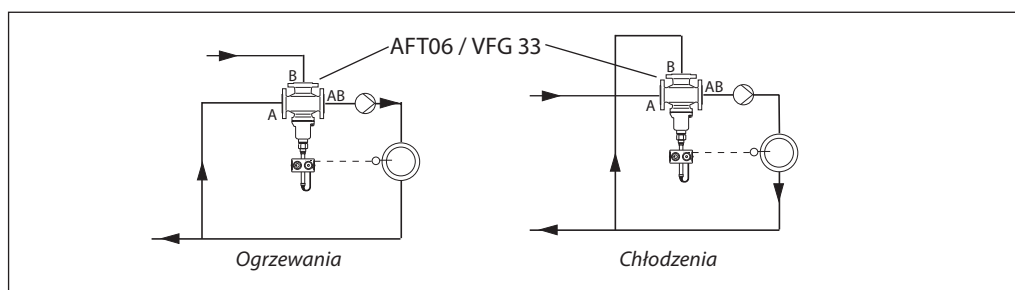 AFT06 / VFG 33
B
A
AB
B
A
AB
Ogrzewania
Chłodzenia